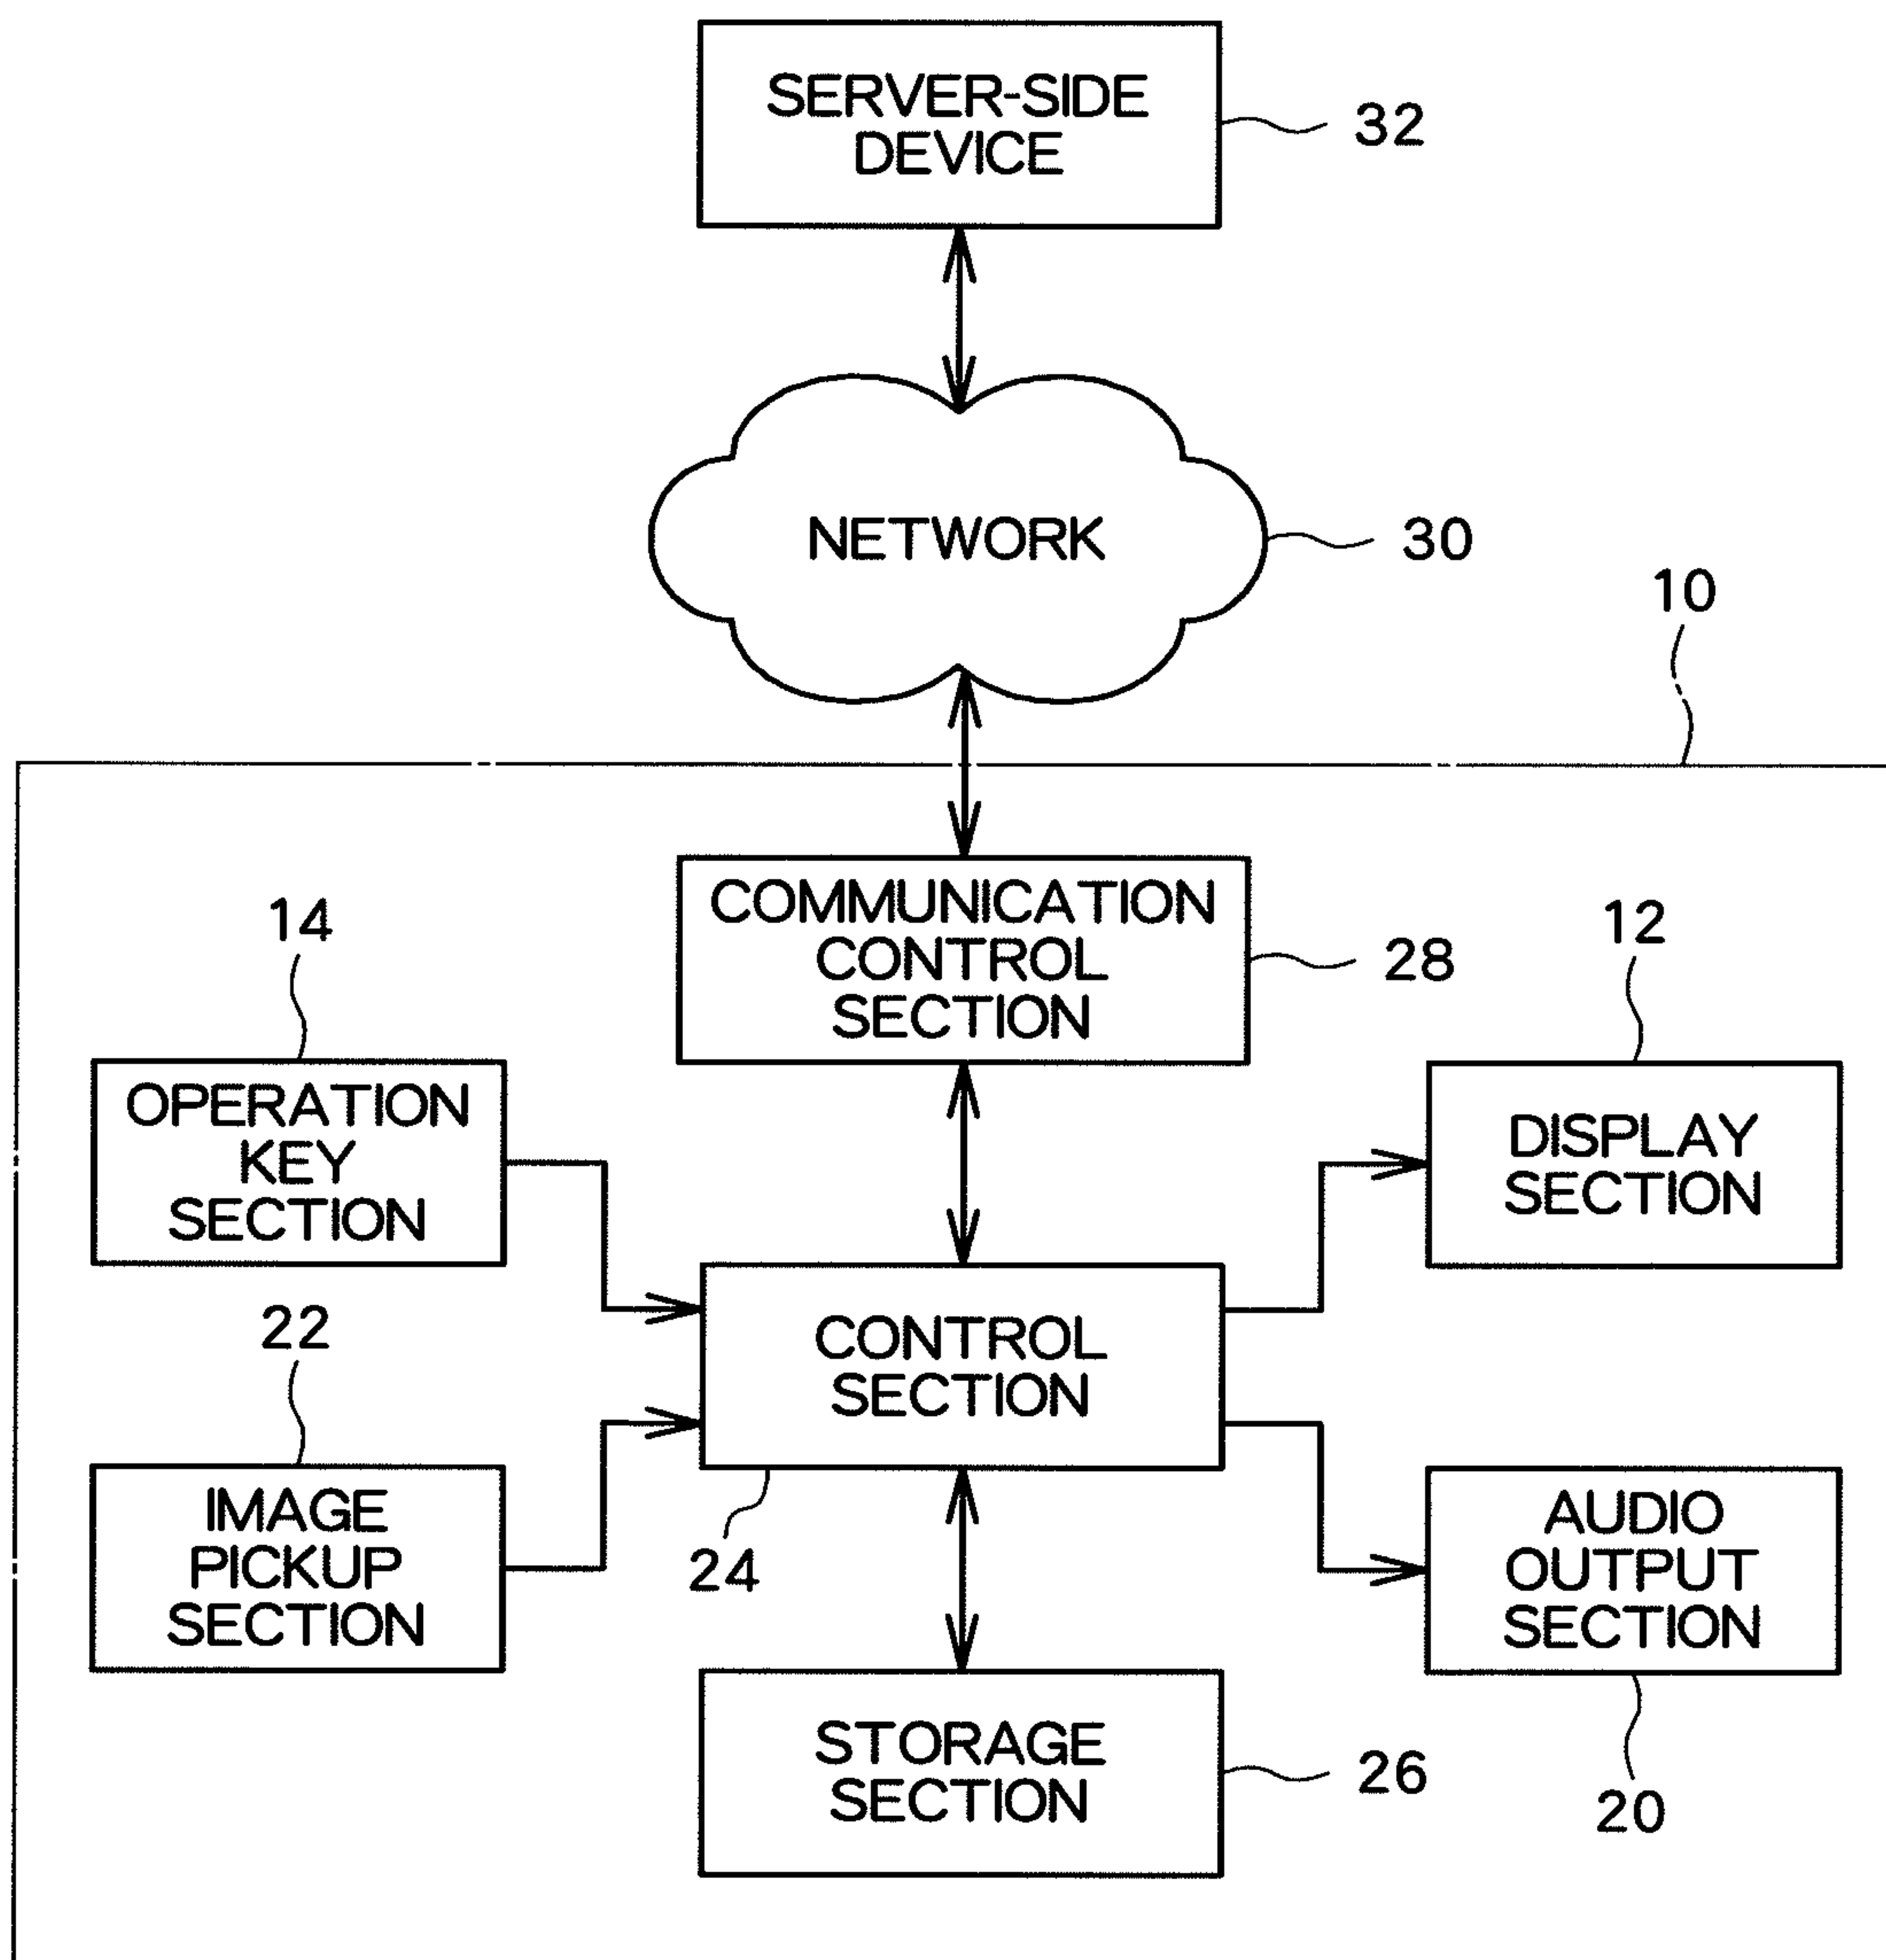 SERVER-SIDE
DEVICE
32
NETWORK
30
10
COMMUNICATION
CONTROL
SECTION
28
14
OPERATION
KEY
SECTION
12
DISPLAY
SECTION
22
IMAGE
PICKUP
SECTION
CONTROL
SECTION
24
AUDIO
OUTPUT
SECTION
20
STORAGE
SECTION
26